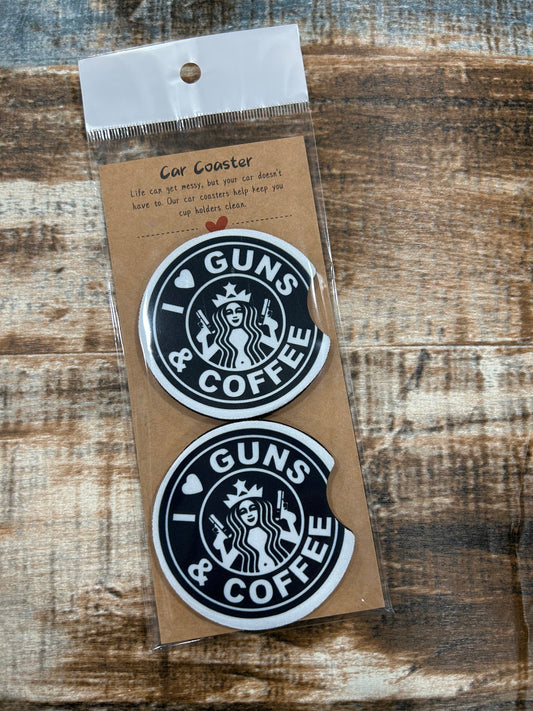 Car Coaster
Life can get messy, but your car doesn't
have to. Our car coasters help keep you
cup holders clean.
I ♥ GUNS
& COFFEE
I ♥ GUNS
& COFFEE